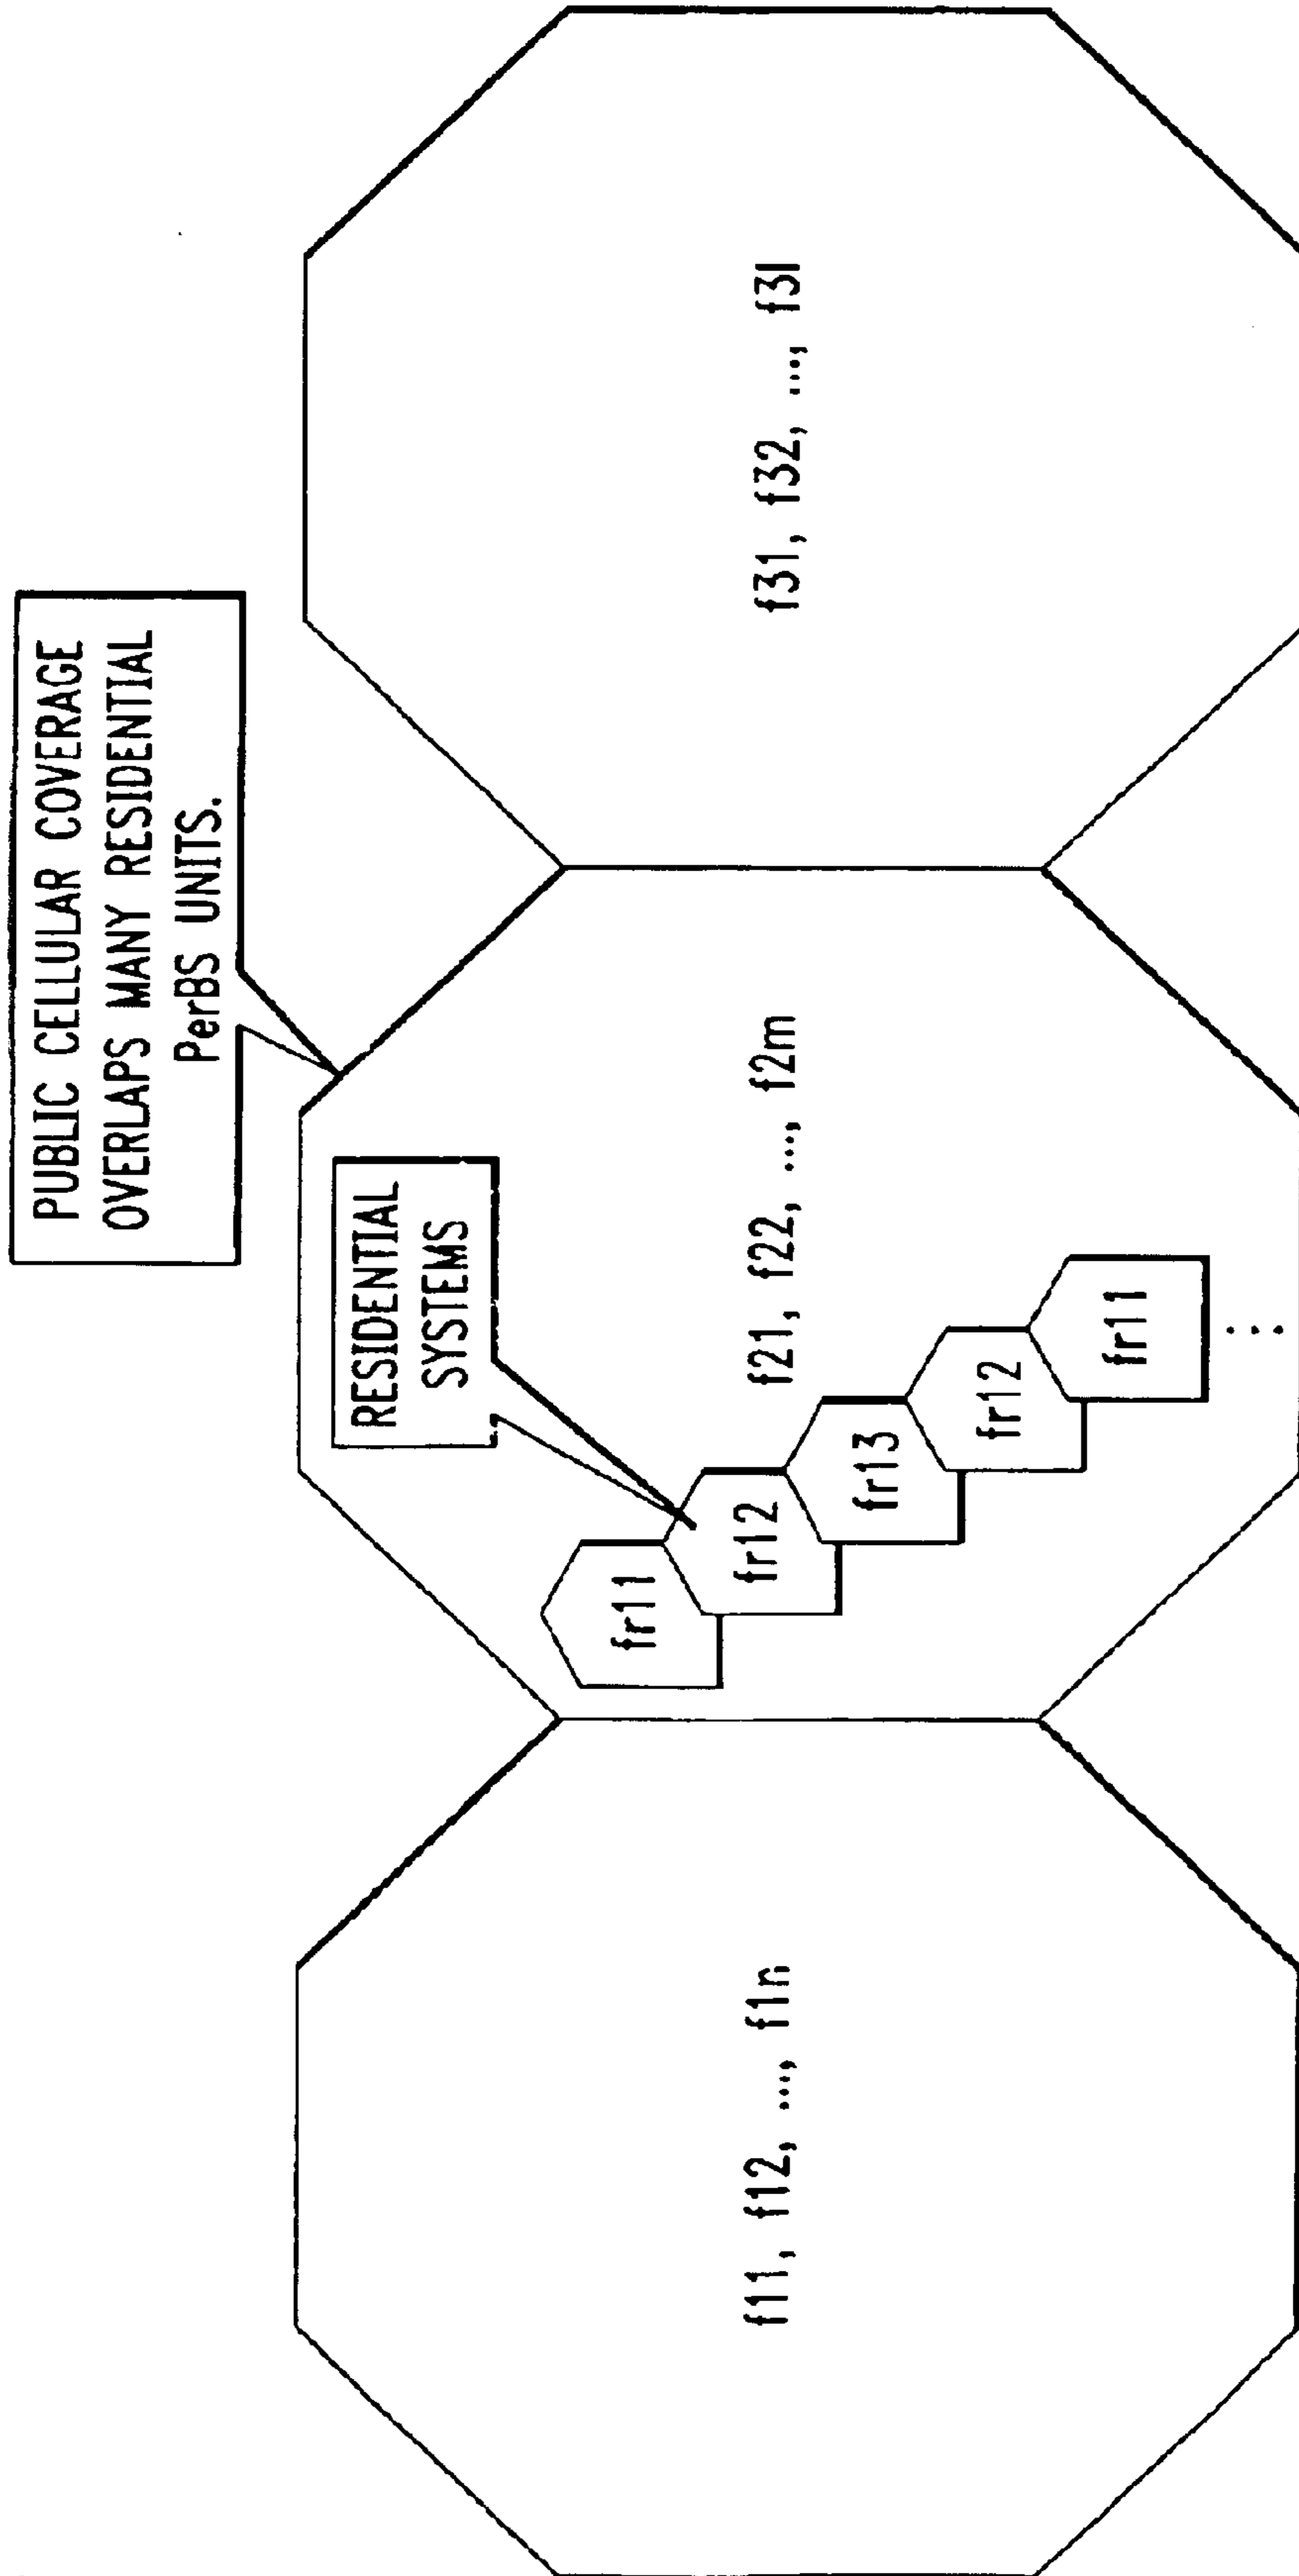 PUBLIC CELLULAR COVERAGE
OVERLAPS MANY RESIDENTIAL
PerBS UNITS.
RESIDENTIAL
SYSTEMS
f11, f12, ..., f1n
f21, f22, ..., f2m
f31, f32, ..., f3l
fr11
fr12
fr13
fr12
fr11
...